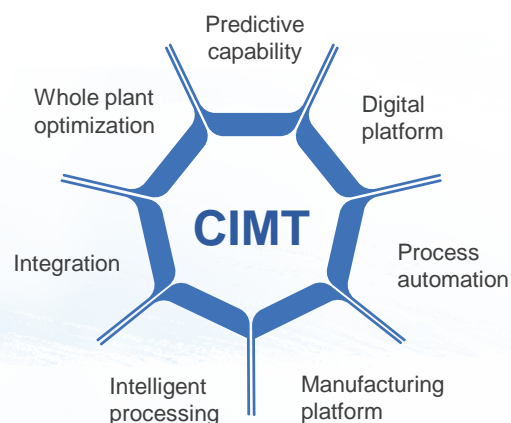 Predictive
capability
Whole plant
optimization
Digital
platform
CIMT
Integration
Process
automation
Intelligent
processing
Manufacturing
platform